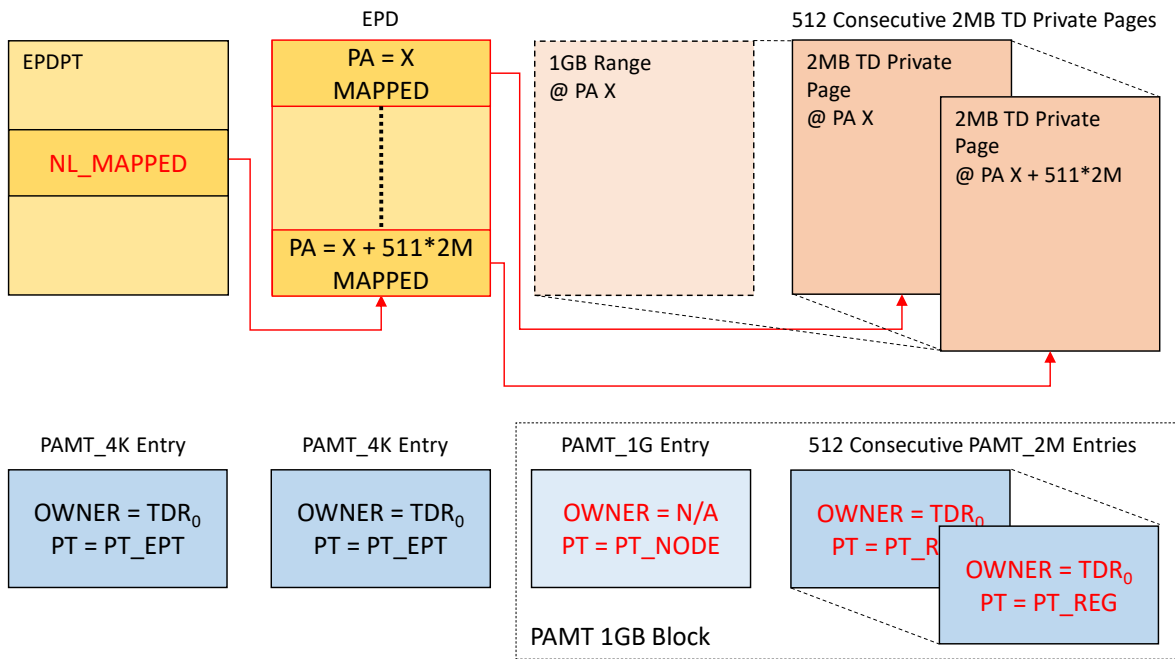 EPD
512 Consecutive 2MB TD Private Pages
EPDPT
NL_MAPPED
PA = X
MAPPED
PA = X + 511*2M
MAPPED
1GB Range
@ PA X
2MB TD Private
Page
@ PA X
2MB TD Private
Page
@ PA X + 511*2M
PAMT_4K Entry
OWNER = TDR₀
PT = PT_EPT
PAMT_4K Entry
OWNER = TDR₀
PT = PT_EPT
PAMT_1G Entry
OWNER = N/A
PT = PT_NODE
512 Consecutive PAMT_2M Entries
OWNER = TDR₀
PT = PT_R
OWNER = TDR₀
PT = PT_REG
PAMT 1GB Block